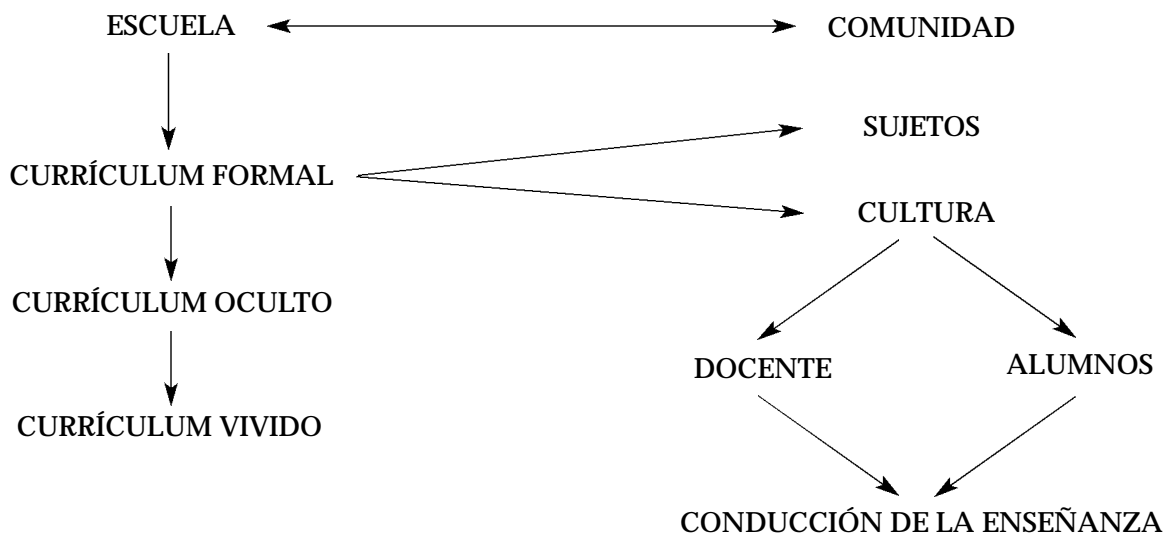 ESCUELA
COMUNIDAD
SUJETOS
CURRÍCULUM FORMAL
CULTURA
CURRÍCULUM OCULTO
DOCENTE
ALUMNOS
CURRÍCULUM VIVIDO
CONDUCCIÓN DE LA ENSEÑANZA